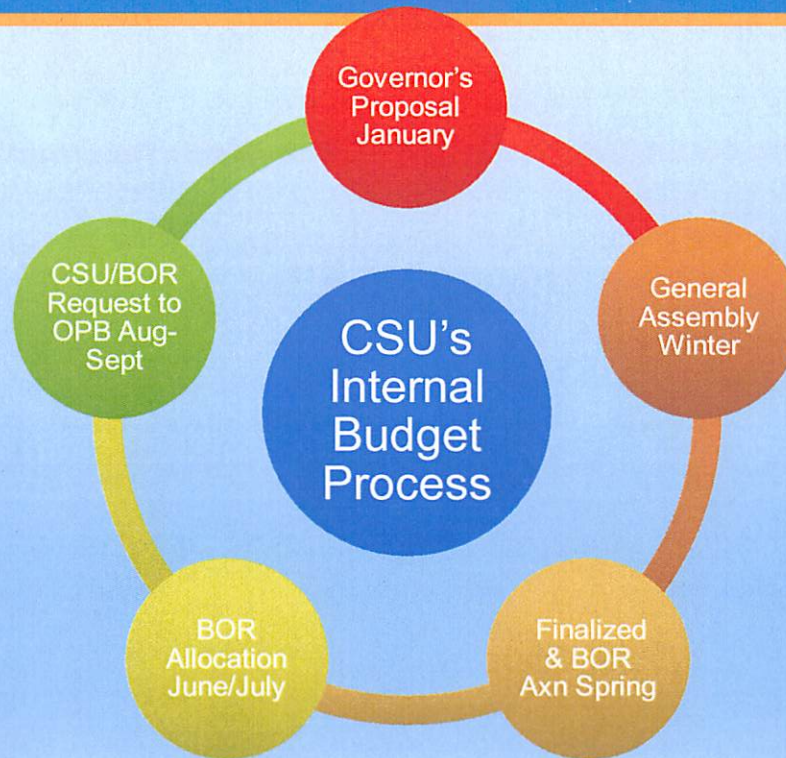 Governor's
Proposal
January
General
Assembly
Winter
Finalized
& BOR
Axn Spring
BOR
Allocation
June/July
CSU/BOR
Request to
OPB Aug-
Sept
CSU's
Internal
Budget
Process